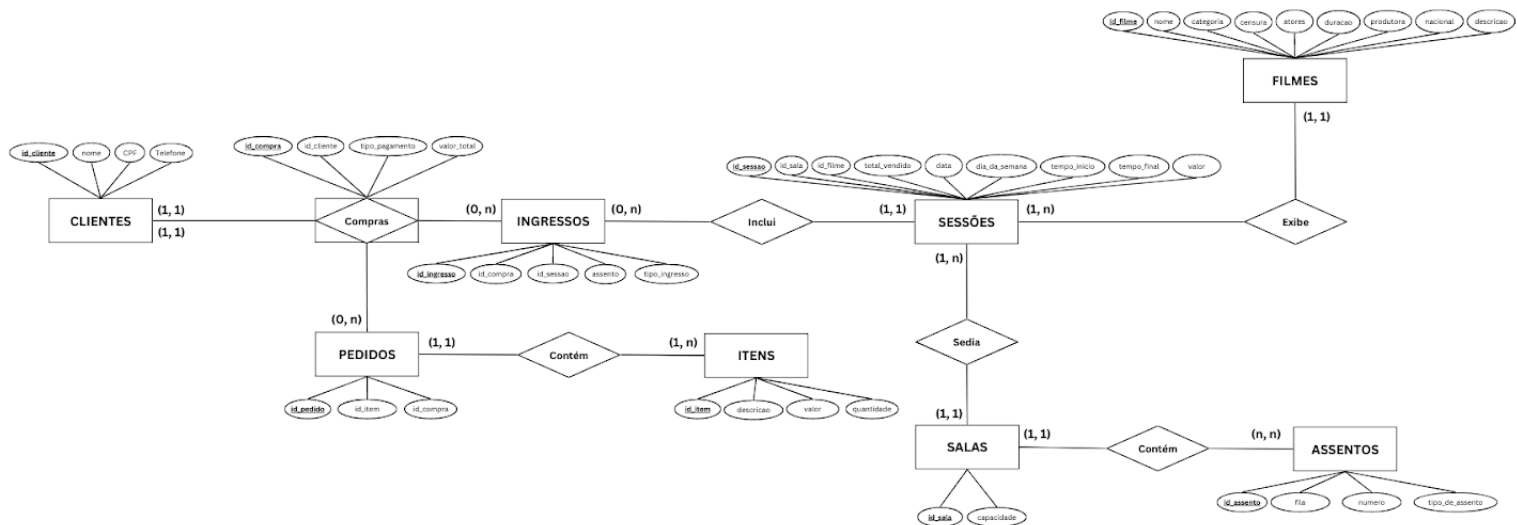 id_filme nome categoria censura atores duracao produtora nacional descricao
FILMES
(1, 1)
id_cliente nome CPF Telefone
id_compra id_cliente tipo_pagamento valor_total
id_sessao id_sala id_filme total_vendido data dia_da_semana tempo_inicio tempo_final valor
CLIENTES (1, 1) Compras (0, n) INGRESSOS (0, n) Inclui (1, 1) SESSÕES (1, n) Exibe
(1, 1)
(1, n)
id_ingresso id_compra id_sessao assento tipo_ingresso
(0, n)
Sedia
PEDIDOS (1, 1) Contém (1, n) ITENS
id_pedido id_item id_compra
id_item descricao valor quantidade
(1, 1)
SALAS (1, 1) Contém (n, n) ASSENTOS
id_sala capacidade
id_assento fila numero tipo_de_assento